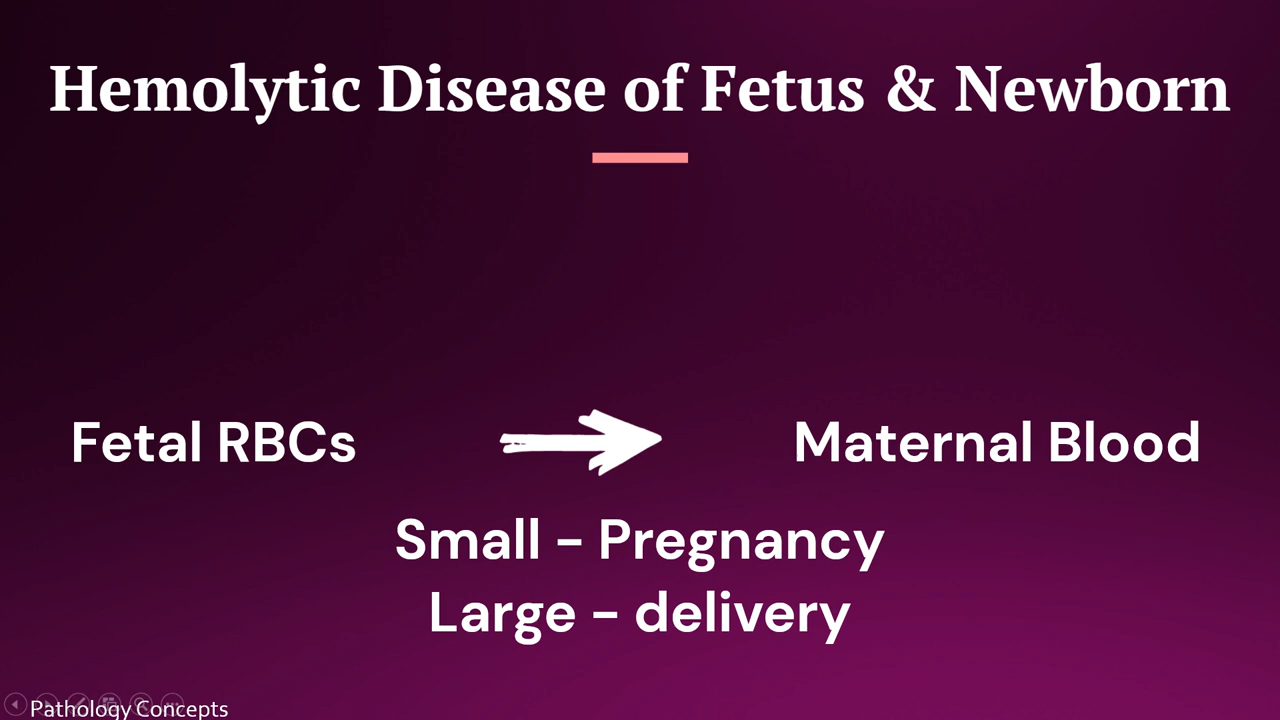 Hemolytic Disease of Fetus & Newborn
Fetal RBCs
Maternal Blood
Small - Pregnancy
Large - delivery
Pathology Concepts